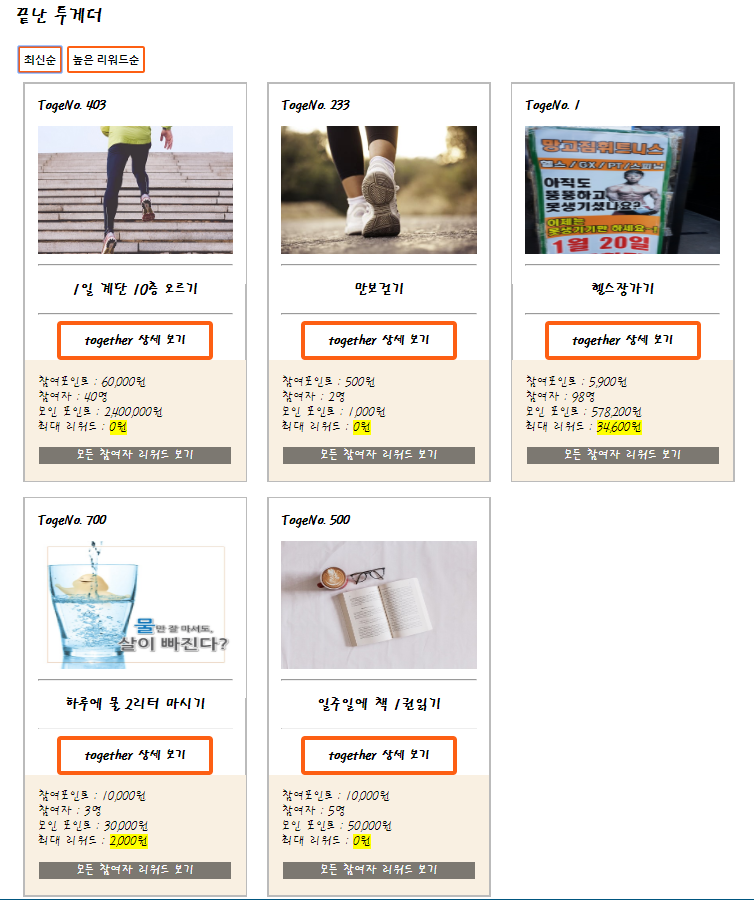 끝난 투게더
최신순 높은 리워드순
TogeNo. 403
1일 계단 10층 오르기
together 상세 보기
참여포인트 : 60,000원
참여자 : 40명
모인 포인트 : 2,400,000원
최대 리워드 : 0원
모든 참여자 리워드 보기
TogeNo. 233
만보걷기
together 상세 보기
참여포인트 : 500원
참여자 : 2명
모인 포인트 : 1,000원
최대 리워드 : 0원
모든 참여자 리워드 보기
TogeNo. 1
망고짐휘트니스
헬스 / GX / PT / 스피닝
아직도
뚱뚱하고
못생기셨나요?
이제는
못생기기만 하세요~!
1월 20일
헬스장가기
together 상세 보기
참여포인트 : 5,900원
참여자 : 98명
모인 포인트 : 578,200원
최대 리워드 : 34,600원
모든 참여자 리워드 보기
TogeNo. 700
물만 잘 마셔도,
살이 빠진다?
하루에 물 2리터 마시기
together 상세 보기
참여포인트 : 10,000원
참여자 : 3명
모인 포인트 : 30,000원
최대 리워드 : 2,000원
모든 참여자 리워드 보기
TogeNo. 500
일주일에 책 1권읽기
together 상세 보기
참여포인트 : 10,000원
참여자 : 5명
모인 포인트 : 50,000원
최대 리워드 : 0원
모든 참여자 리워드 보기